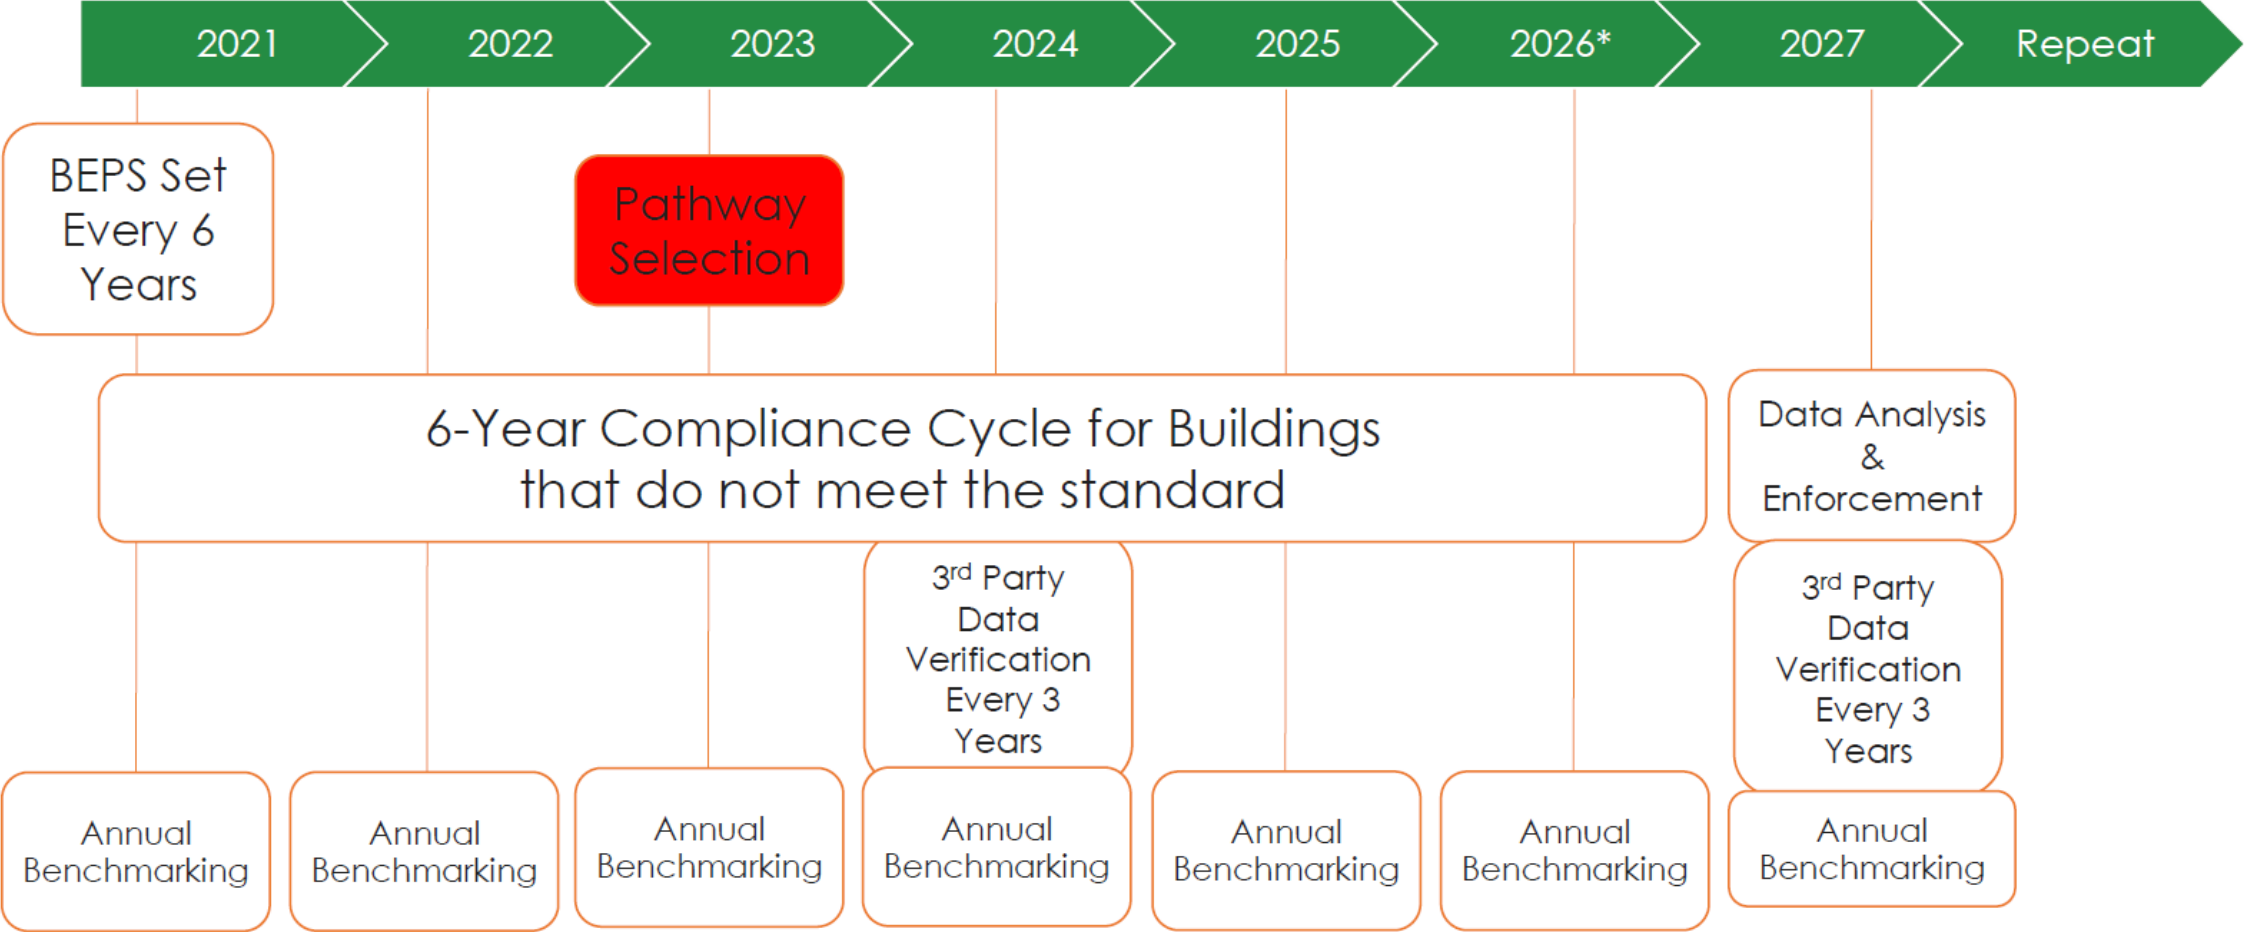 2021
2022
2023
2024
2025
2026*
2027
Repeat
BEPS Set
Every 6
Years
Pathway
Selection
6-Year Compliance Cycle for Buildings
that do not meet the standard
Data Analysis
&
Enforcement
3rd Party
Data
Verification
Every 3
Years
3rd Party
Data
Verification
Every 3
Years
Annual
Benchmarking
Annual
Benchmarking
Annual
Benchmarking
Annual
Benchmarking
Annual
Benchmarking
Annual
Benchmarking
Annual
Benchmarking